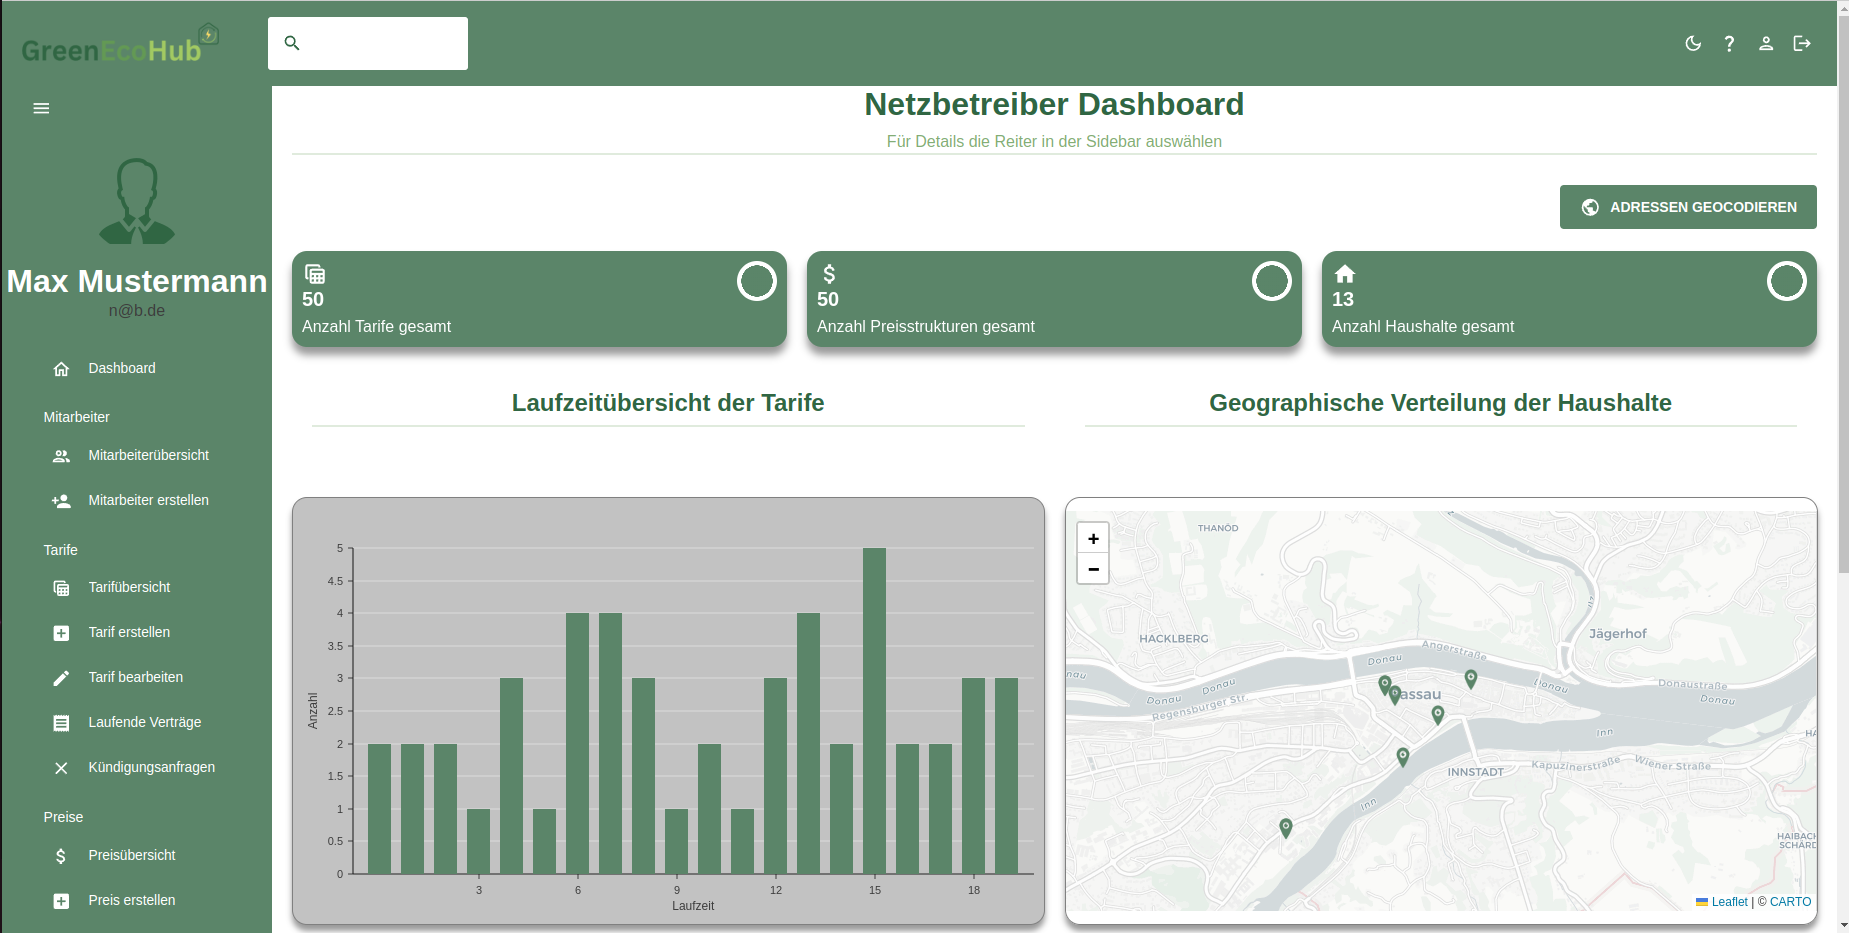 GreenEcoHub
Netzbetreiber Dashboard
Für Details die Reiter in der Sidebar auswählen
ADRESSEN GEOCODIEREN
Max Mustermann
n@b.de
Dashboard
Mitarbeiter
Mitarbeiterübersicht
Mitarbeiter erstellen
Tarife
Tarifübersicht
Tarif erstellen
Tarif bearbeiten
Laufende Verträge
Kündigungsanfragen
Preise
Preisübersicht
Preis erstellen
50
Anzahl Tarife gesamt
50
Anzahl Preisstrukturen gesamt
13
Anzahl Haushalte gesamt
Laufzeitübersicht der Tarife
Anzahl
5
4.5
4
3.5
3
2.5
2
1.5
1
0.5
0
3 6 9 12 15 18
Laufzeit
Geographische Verteilung der Haushalte
+
−
THANÖD
HACKLBERG
Jägerhof
Ilz
Angerstraße
Donau
Donau
Donau
Donau
Donaustraße
Donau
Regensburger Str.
assau
Inn
INNSTADT
Kapuzinerstraße
Wiener Straße
Inn
HAIBACH
SCHÄRD
Leaflet | © CARTO